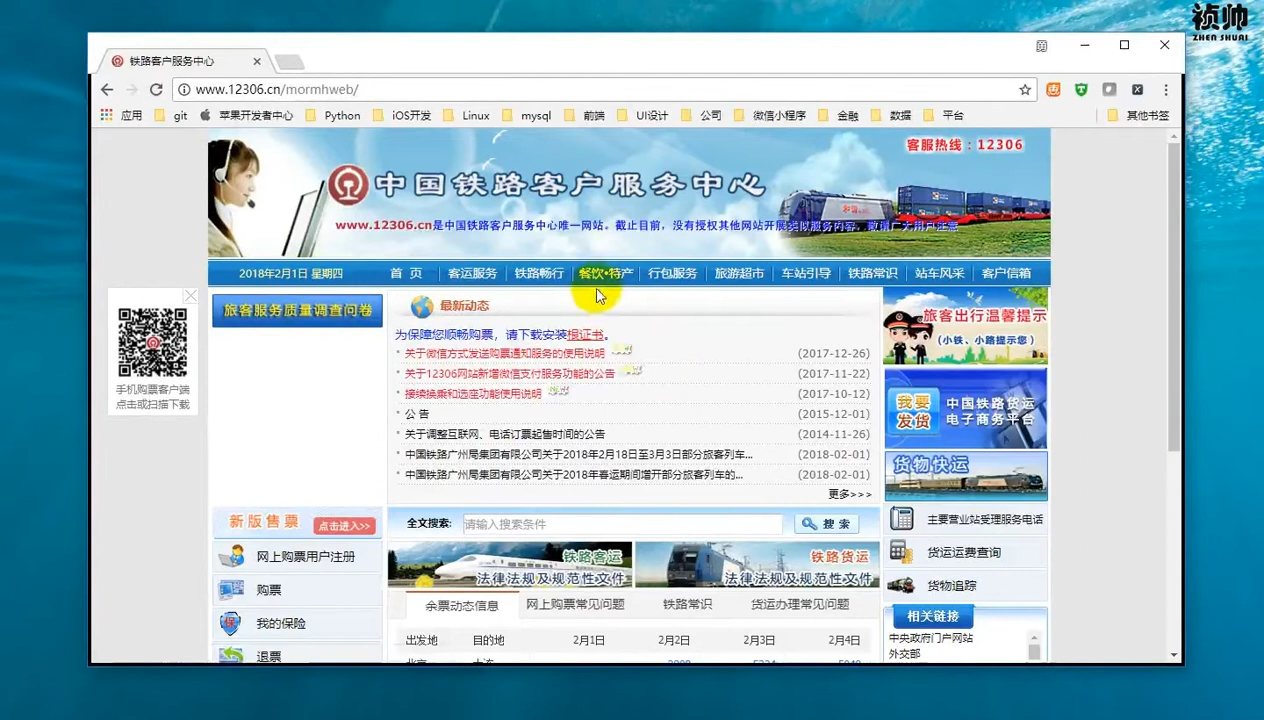 祯帅
ZHEN SHUAI
铁路客户服务中心
www.12306.cn/mormhweb/
应用 git 苹果开发者中心 Python iOS开发 Linux mysql 前端 UI设计 公司 微信小程序 金融 数据 平台 其他书签
客服热线：12306
中国铁路客户服务中心
www.12306.cn是中国铁路客户服务中心唯一网站。截止目前，没有授权其他网站开展类似服务内容，敬请广大用户注意
2018年2月1日 星期四 首 页 客运服务 铁路畅行 餐饮•特产 行包服务 旅游超市 车站引导 铁路常识 站车风采 客户信箱
手机购票客户端
点击或扫描下载
旅客服务质量调查问卷
新版售票 点击进入>>
网上购票用户注册
购票
我的保险
退票
最新动态
为保障您顺畅购票，请下载安装根证书。
关于微信方式发送购票通知服务的使用说明 (2017-12-26)
关于12306网站新增微信支付服务功能的公告 (2017-11-22)
接续换乘和选座功能使用说明 (2017-10-12)
公 告 (2015-12-01)
关于调整互联网、电话订票起售时间的公告 (2014-11-26)
中国铁路广州局集团有限公司关于2018年2月18日至3月3日部分旅客列车... (2018-02-01)
中国铁路广州局集团有限公司关于2018年春运期间增开部分旅客列车的... (2018-02-01)
更多>>>
全文搜索: 请输入搜索条件 搜 索
铁路客运
法律法规及规范性文件
铁路货运
法律法规及规范性文件
余票动态信息 网上购票常见问题 铁路常识 货运办理常见问题
出发地 目的地 2月1日 2月2日 2月3日 2月4日
旅客出行温馨提示
(小铁、小路提示您)
我要
发货
中国铁路货运
电子商务平台
货物快运
和谐
主要营业站受理服务电话
货运运费查询
货物追踪
相关链接
中央政府门户网站
外交部